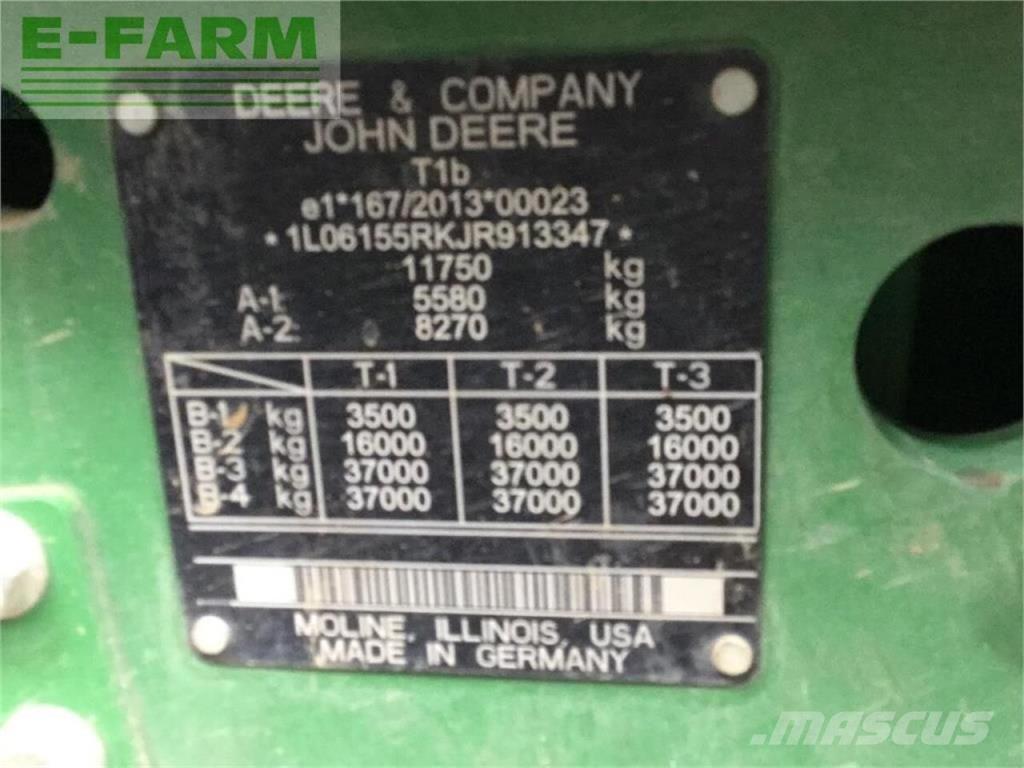 E-FARM
DEERE & COMPANY
JOHN DEERE
T1b
e1*167/2013*00023
*1L06155RKJR913347*
11750 kg
A-1: 5580 kg
A-2: 8270 kg
T-1 T-2 T-3
B-1 kg 3500 3500 3500
B-2 kg 16000 16000 16000
B-3 kg 37000 37000 37000
B-4 kg 37000 37000 37000
MOLINE, ILLINOIS, USA
MADE IN GERMANY
MASCUS